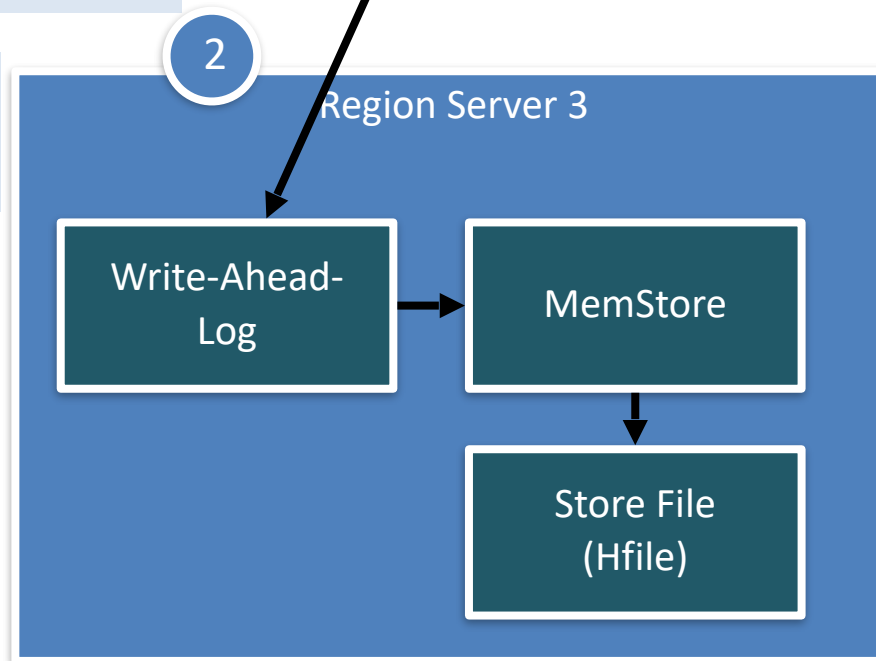 2
Region Server 3
Write-Ahead-
Log
MemStore
Store File
(Hfile)